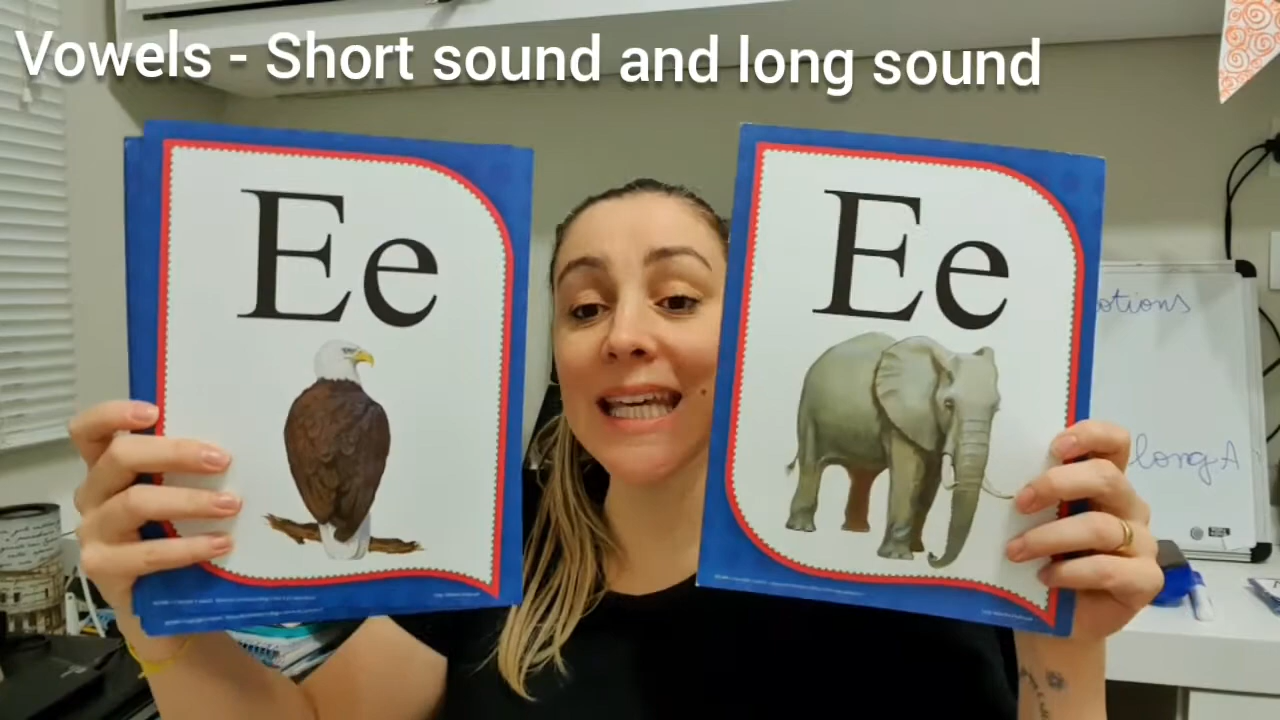 Vowels - Short sound and long sound
Ee
Ee
otions
long A